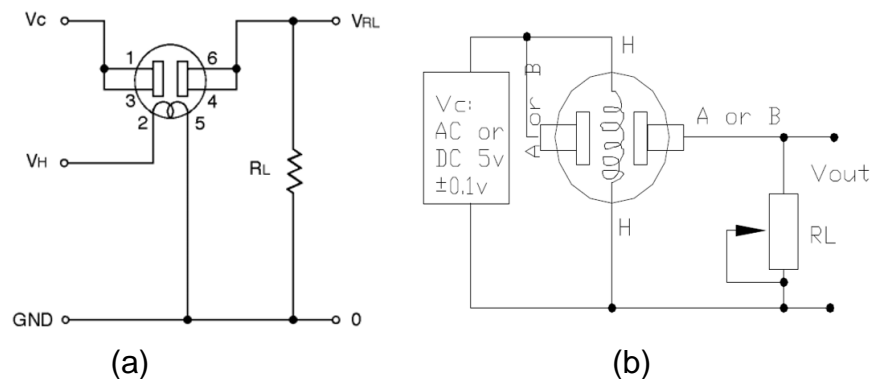 Vc
VRL
1
6
3
4
2
5
VH
RL
GND
0
(a)
H
A or B
Vc:
AC or
DC 5v
±0.1v
A or B
Vout
RL
H
(b)